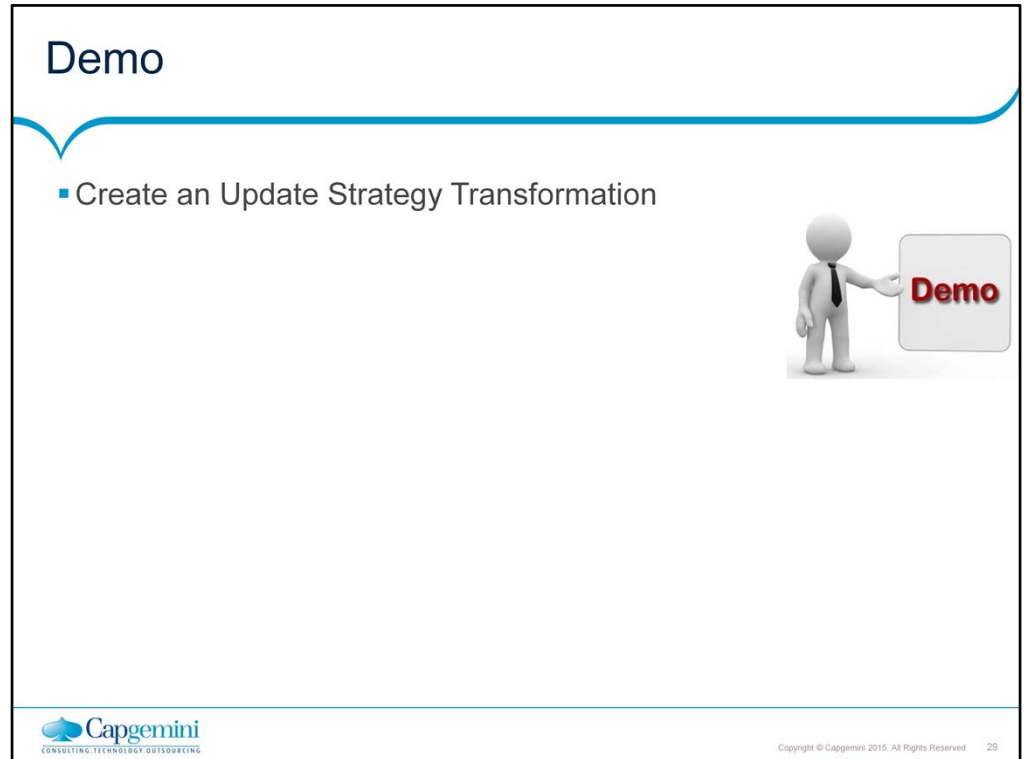 Demo
▪ Create an Update Strategy Transformation
Demo
Capgemini
CONSULTING.TECHNOLOGY.OUTSOURCING
Copyright © Capgemini 2015. All Rights Reserved 29